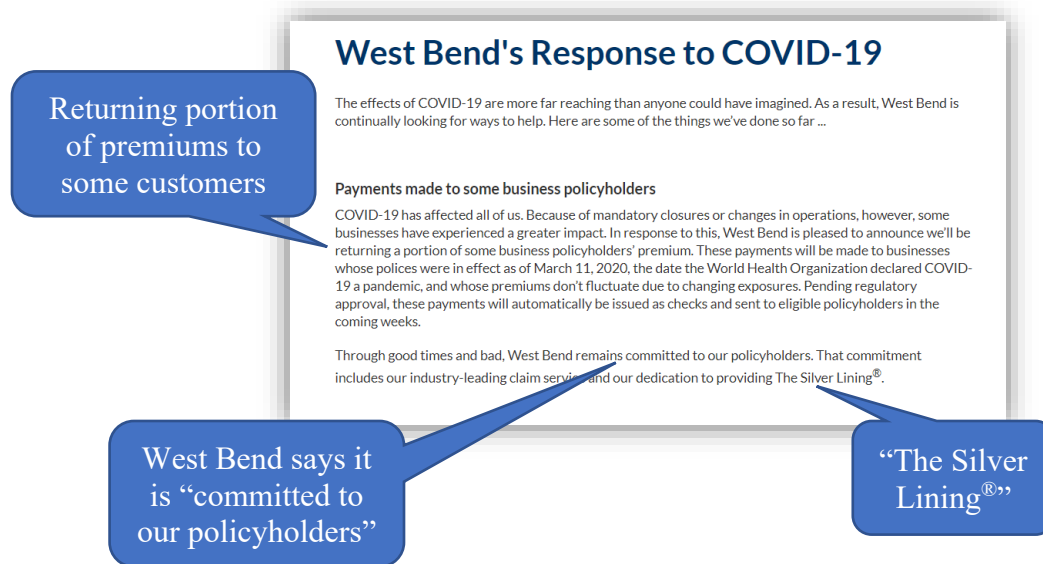 West Bend's Response to COVID-19
The effects of COVID-19 are more far reaching than anyone could have imagined. As a result, West Bend is
continually looking for ways to help. Here are some of the things we've done so far ...
Returning portion
of premiums to
some customers
Payments made to some business policyholders
COVID-19 has affected all of us. Because of mandatory closures or changes in operations, however, some
businesses have experienced a greater impact. In response to this, West Bend is pleased to announce we'll be
returning a portion of some business policyholders' premium. These payments will be made to businesses
whose polices were in effect as of March 11, 2020, the date the World Health Organization declared COVID-
19 a pandemic, and whose premiums don't fluctuate due to changing exposures. Pending regulatory
approval, these payments will automatically be issued as checks and sent to eligible policyholders in the
coming weeks.
Through good times and bad, West Bend remains committed to our policyholders. That commitment
includes our industry-leading claim service and our dedication to providing The Silver Lining®.
West Bend says it
is “committed to
our policyholders”
“The Silver
Lining®”